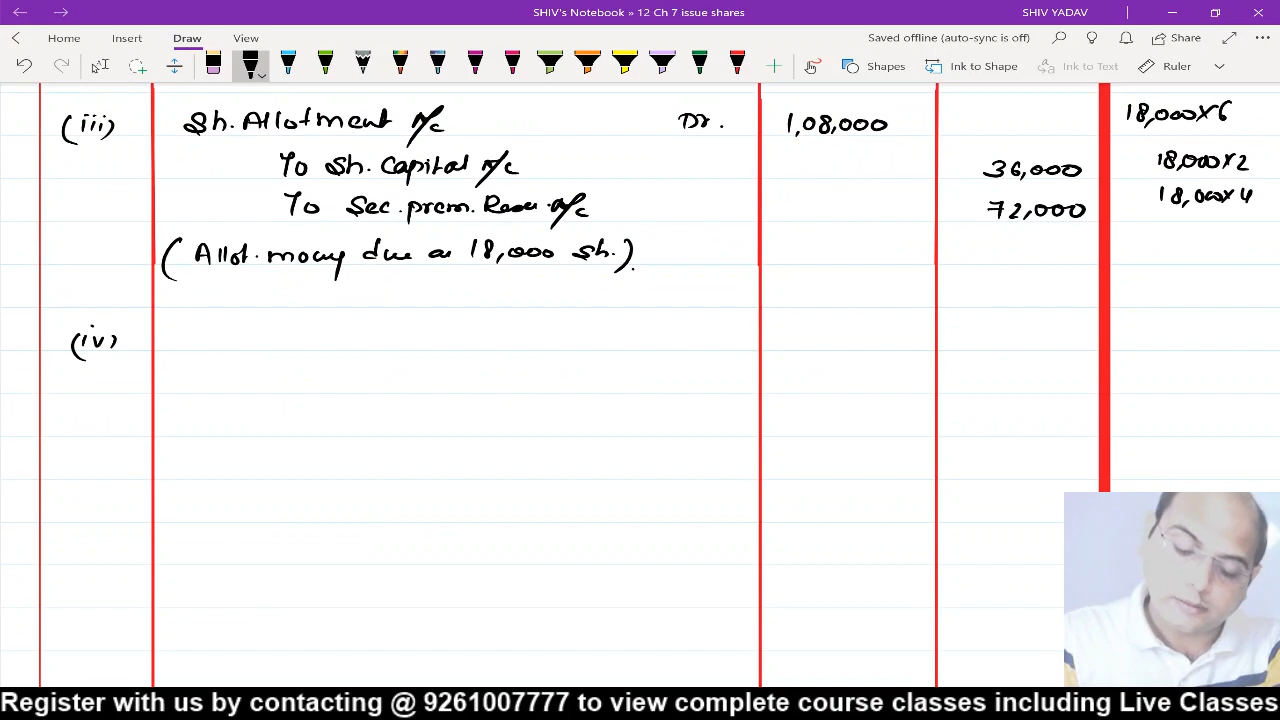 SHIV's Notebook » 12 Ch 7 issue shares
SHIV YADAV
Home Insert Draw View
Saved offline (auto-sync is off)
Share
Shapes
Ink to Shape
Ink to Text
Ruler
(iii) Sh. Allotment A/c Dr. 1,08,000 18,000×6
To Sh. Capital A/c 36,000 18,000×2
To Sec. prem. A/c 72,000 18,000×4
(Allot. money due on 18,000 Sh.).
(iv)
Register with us by contacting @ 9261007777 to view complete course classes including Live Classes